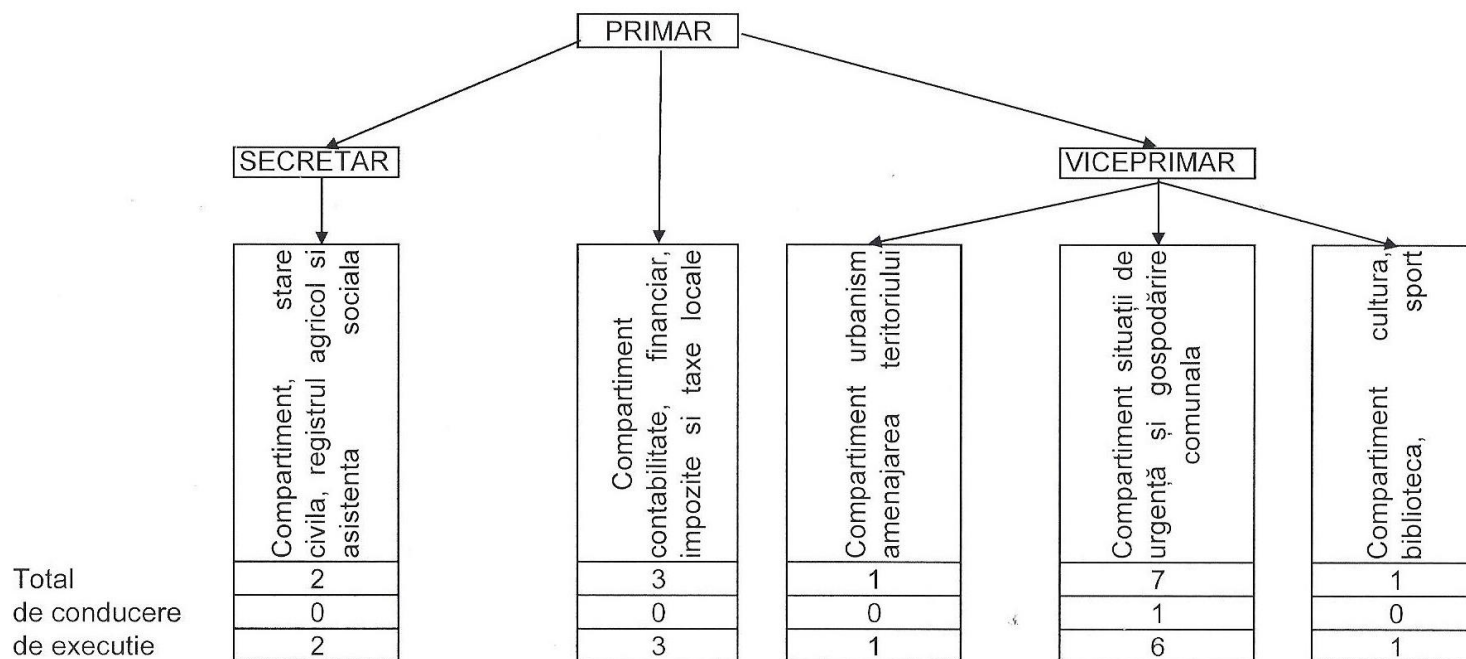 PRIMAR
SECRETAR
VICEPRIMAR
Compartiment, stare
civila, registrul agricol si
asistenta sociala
Compartiment
contabilitate, financiar,
impozite si taxe locale
Compartiment urbanism
amenajarea teritoriului
Compartiment situații de
urgență și gospodărire
comunala
Compartiment cultura,
biblioteca, sport
Total 2 3 1 7 1
de conducere 0 0 0 1 0
de executie 2 3 1 6 1